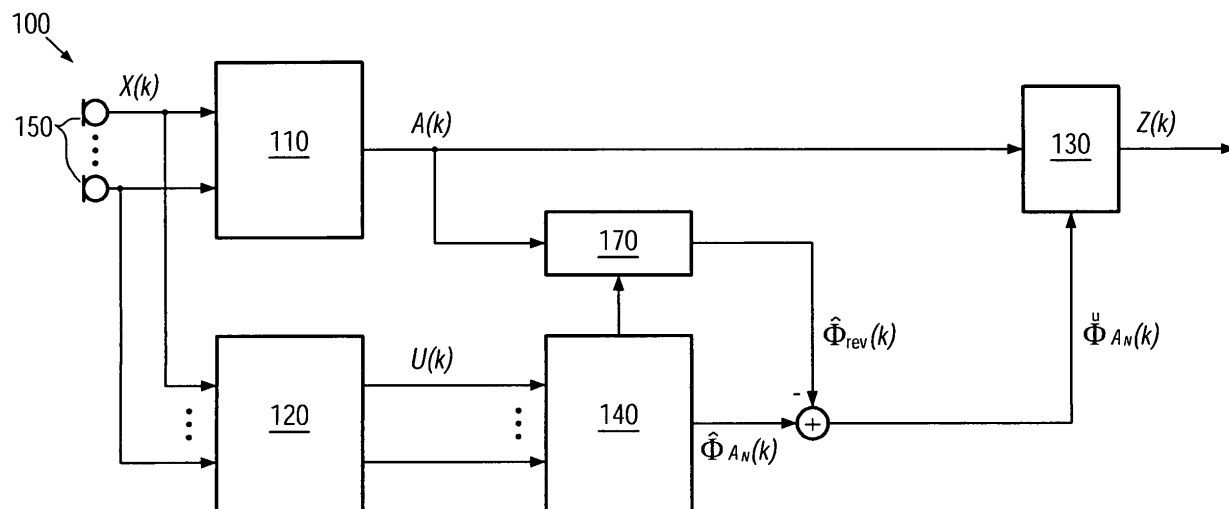 100
X(k)
150
110
A(k)
130
Z(k)
170
Φ̂rev(k)
ü
Φ AN(k)
120
U(k)
140
-
+
Φ̂ AN(k)